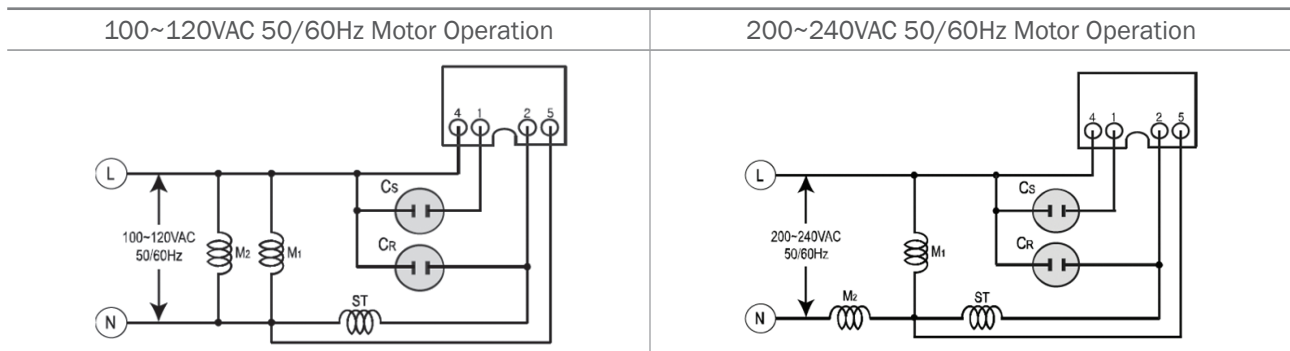 100~120VAC 50/60Hz Motor Operation
200~240VAC 50/60Hz Motor Operation
4 1 2 5
L
CS
100~120VAC
50/60Hz
M2
M1
CR
ST
N
4 1 2 5
L
CS
200~240VAC
50/60Hz
M1
CR
M2
ST
N